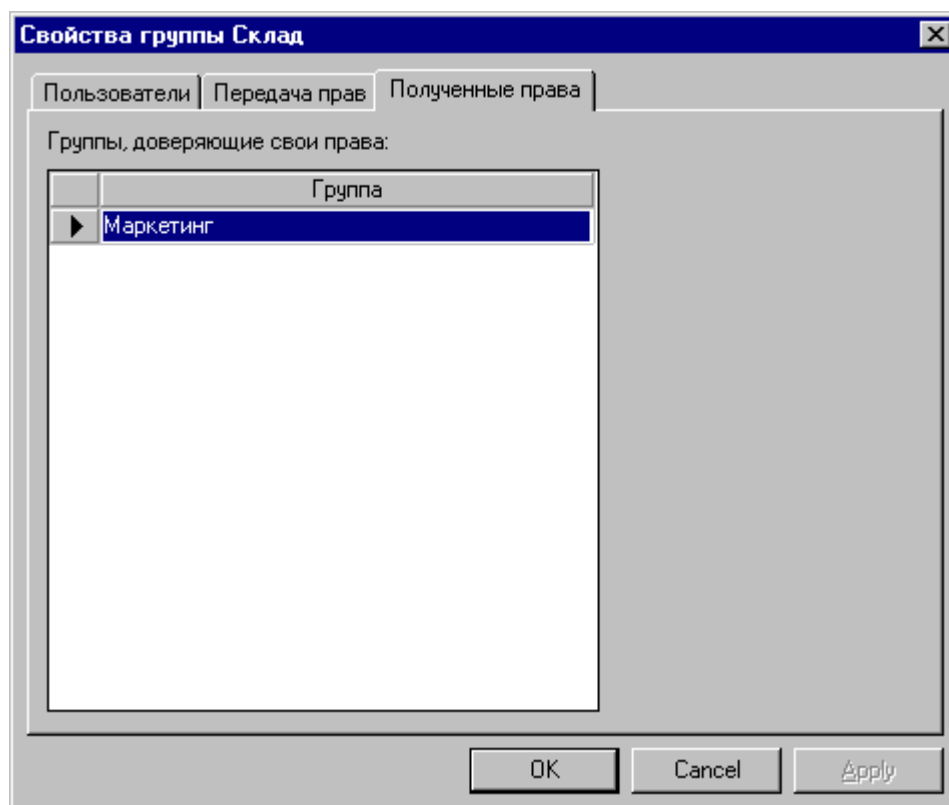 Свойства группы Склад
Пользователи Передача прав Полученные права
Группы, доверяющие свои права:
Группа
Маркетинг
OK Cancel Apply